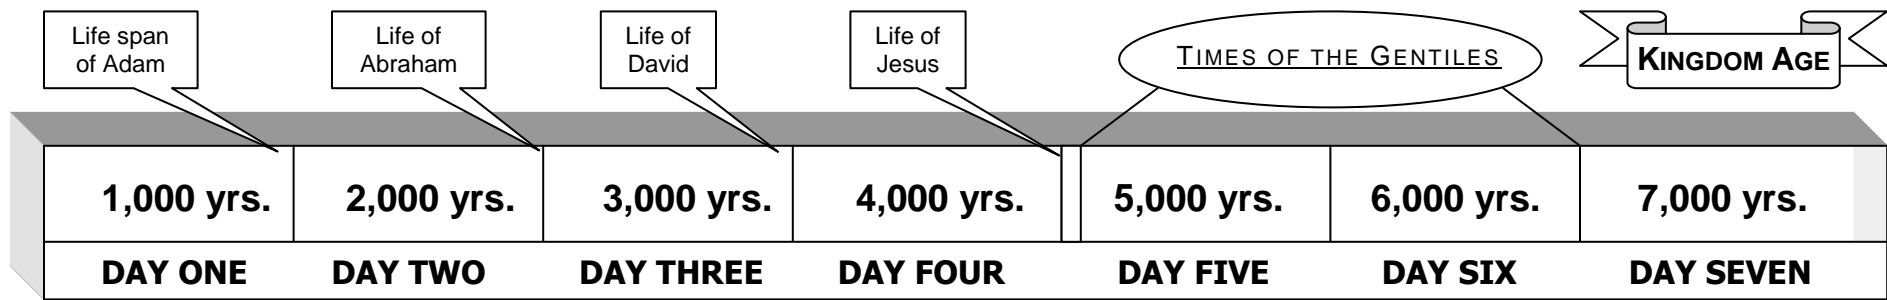 Life span
of Adam
Life of
Abraham
Life of
David
Life of
Jesus
TIMES OF THE GENTILES
KINGDOM AGE
1,000 yrs.
2,000 yrs.
3,000 yrs.
4,000 yrs.
5,000 yrs.
6,000 yrs.
7,000 yrs.
DAY ONE
DAY TWO
DAY THREE
DAY FOUR
DAY FIVE
DAY SIX
DAY SEVEN